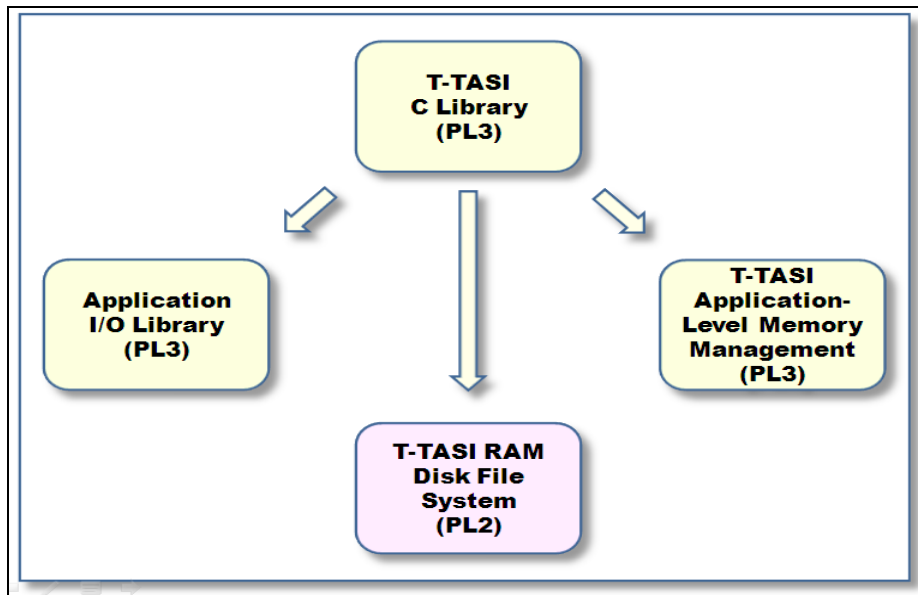 T-TASI
C Library
(PL3)
Application
I/O Library
(PL3)
T-TASI
Application-
Level Memory
Management
(PL3)
T-TASI RAM
Disk File
System
(PL2)